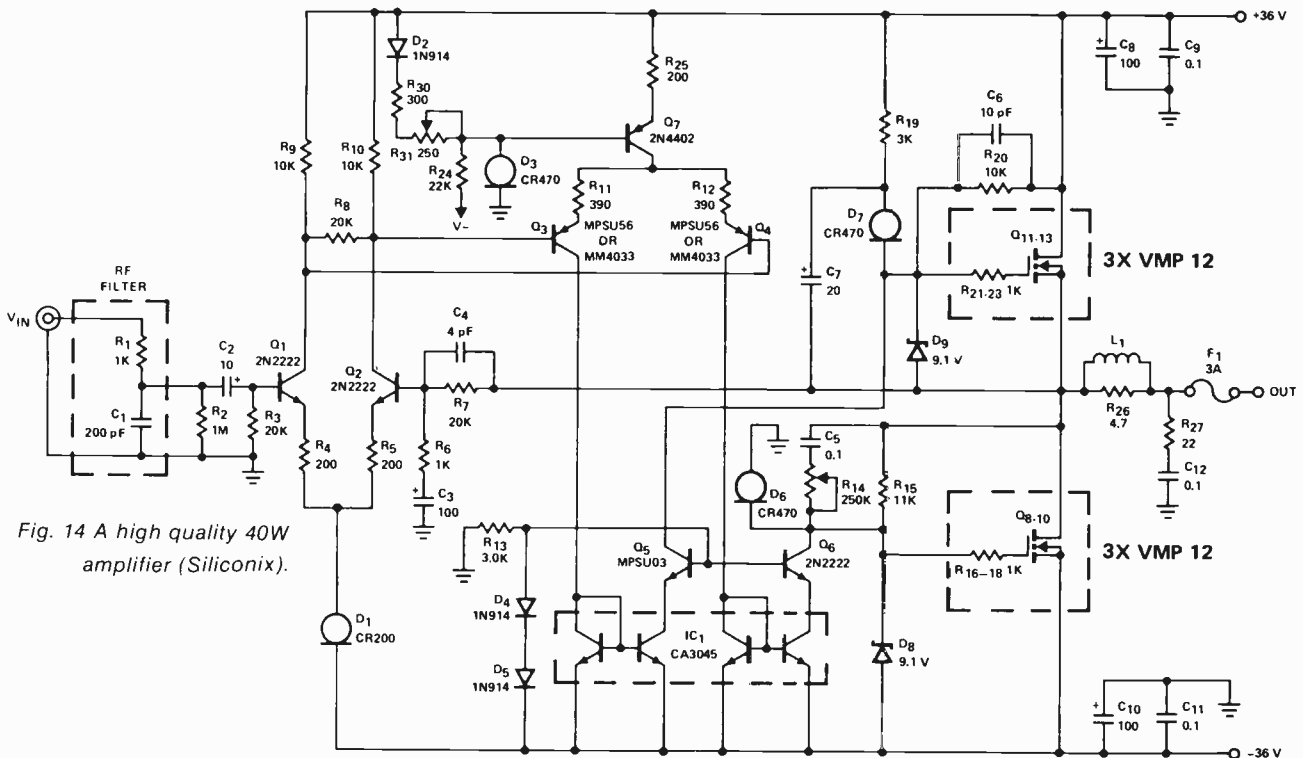 +36 V
D2
1N914
R30
300
R31
250
R24
22K
V–
D3
CR470
R25
200
Q7
2N4402
R9
10K
R10
10K
R8
20K
R11
390
R12
390
Q3
MPSU56
OR
MM4033
MPSU56
OR
MM4033
Q4
R19
3K
D7
CR470
C7
20
C6
10 pF
R20
10K
C8
100
C9
0.1
+
Q11-13
R21-23 1K
3X VMP 12
D9
9.1 V
RF
FILTER
VIN
R1
1K
C1
200 pF
R2
1M
C2
10
+
R3
20K
Q1
2N2222
Q2
2N2222
R4
200
R5
200
C4
4 pF
R7
20K
R6
1K
C3
100
+
+
L1
R26
4.7
F1
3A
OUT
R27
22
C12
0.1
C5
0.1
R14
250K
D6
CR470
R15
11K
Q8-10
R16–18 1K
3X VMP 12
R13
3.0K
Q5
MPSU03
Q6
2N2222
D4
1N914
D5
1N914
IC1
CA3045
D8
9.1 V
D1
CR200
+
C10
100
C11
0.1
–36 V
Fig. 14 A high quality 40W
amplifier (Siliconix).